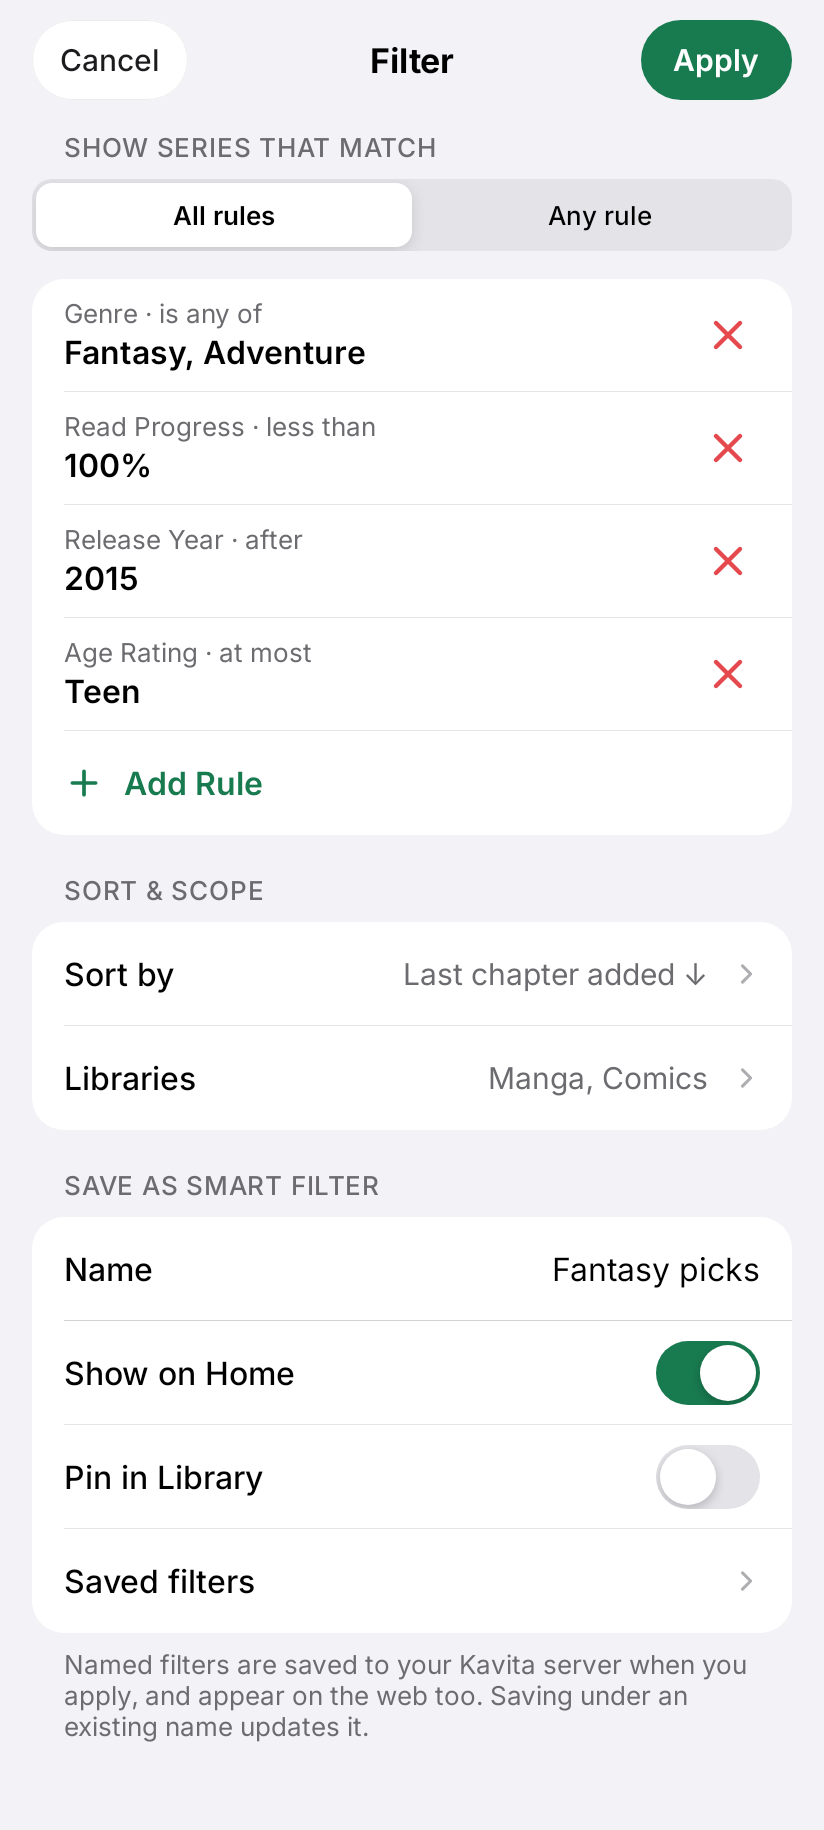 Cancel
Filter
Apply
SHOW SERIES THAT MATCH
All rules
Any rule
Genre · is any of
Fantasy, Adventure
Read Progress · less than
100%
Release Year · after
2015
Age Rating · at most
Teen
Add Rule
SORT & SCOPE
Sort by
Last chapter added ↓
Libraries
Manga, Comics
SAVE AS SMART FILTER
Name
Fantasy picks
Show on Home
Pin in Library
Saved filters
Named filters are saved to your Kavita server when you
apply, and appear on the web too. Saving under an
existing name updates it.